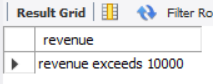 Result Grid Filter Ro
revenue
revenue exceeds 10000